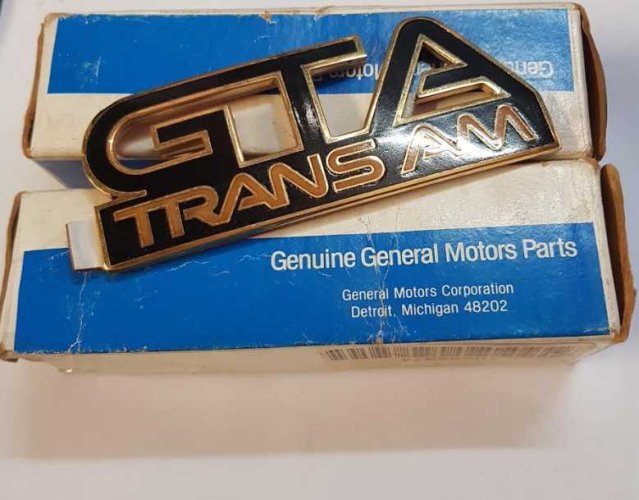 GTA
TRANS AM
Genuine General Motors Parts
General Motors Corporation
Detroit, Michigan 48202